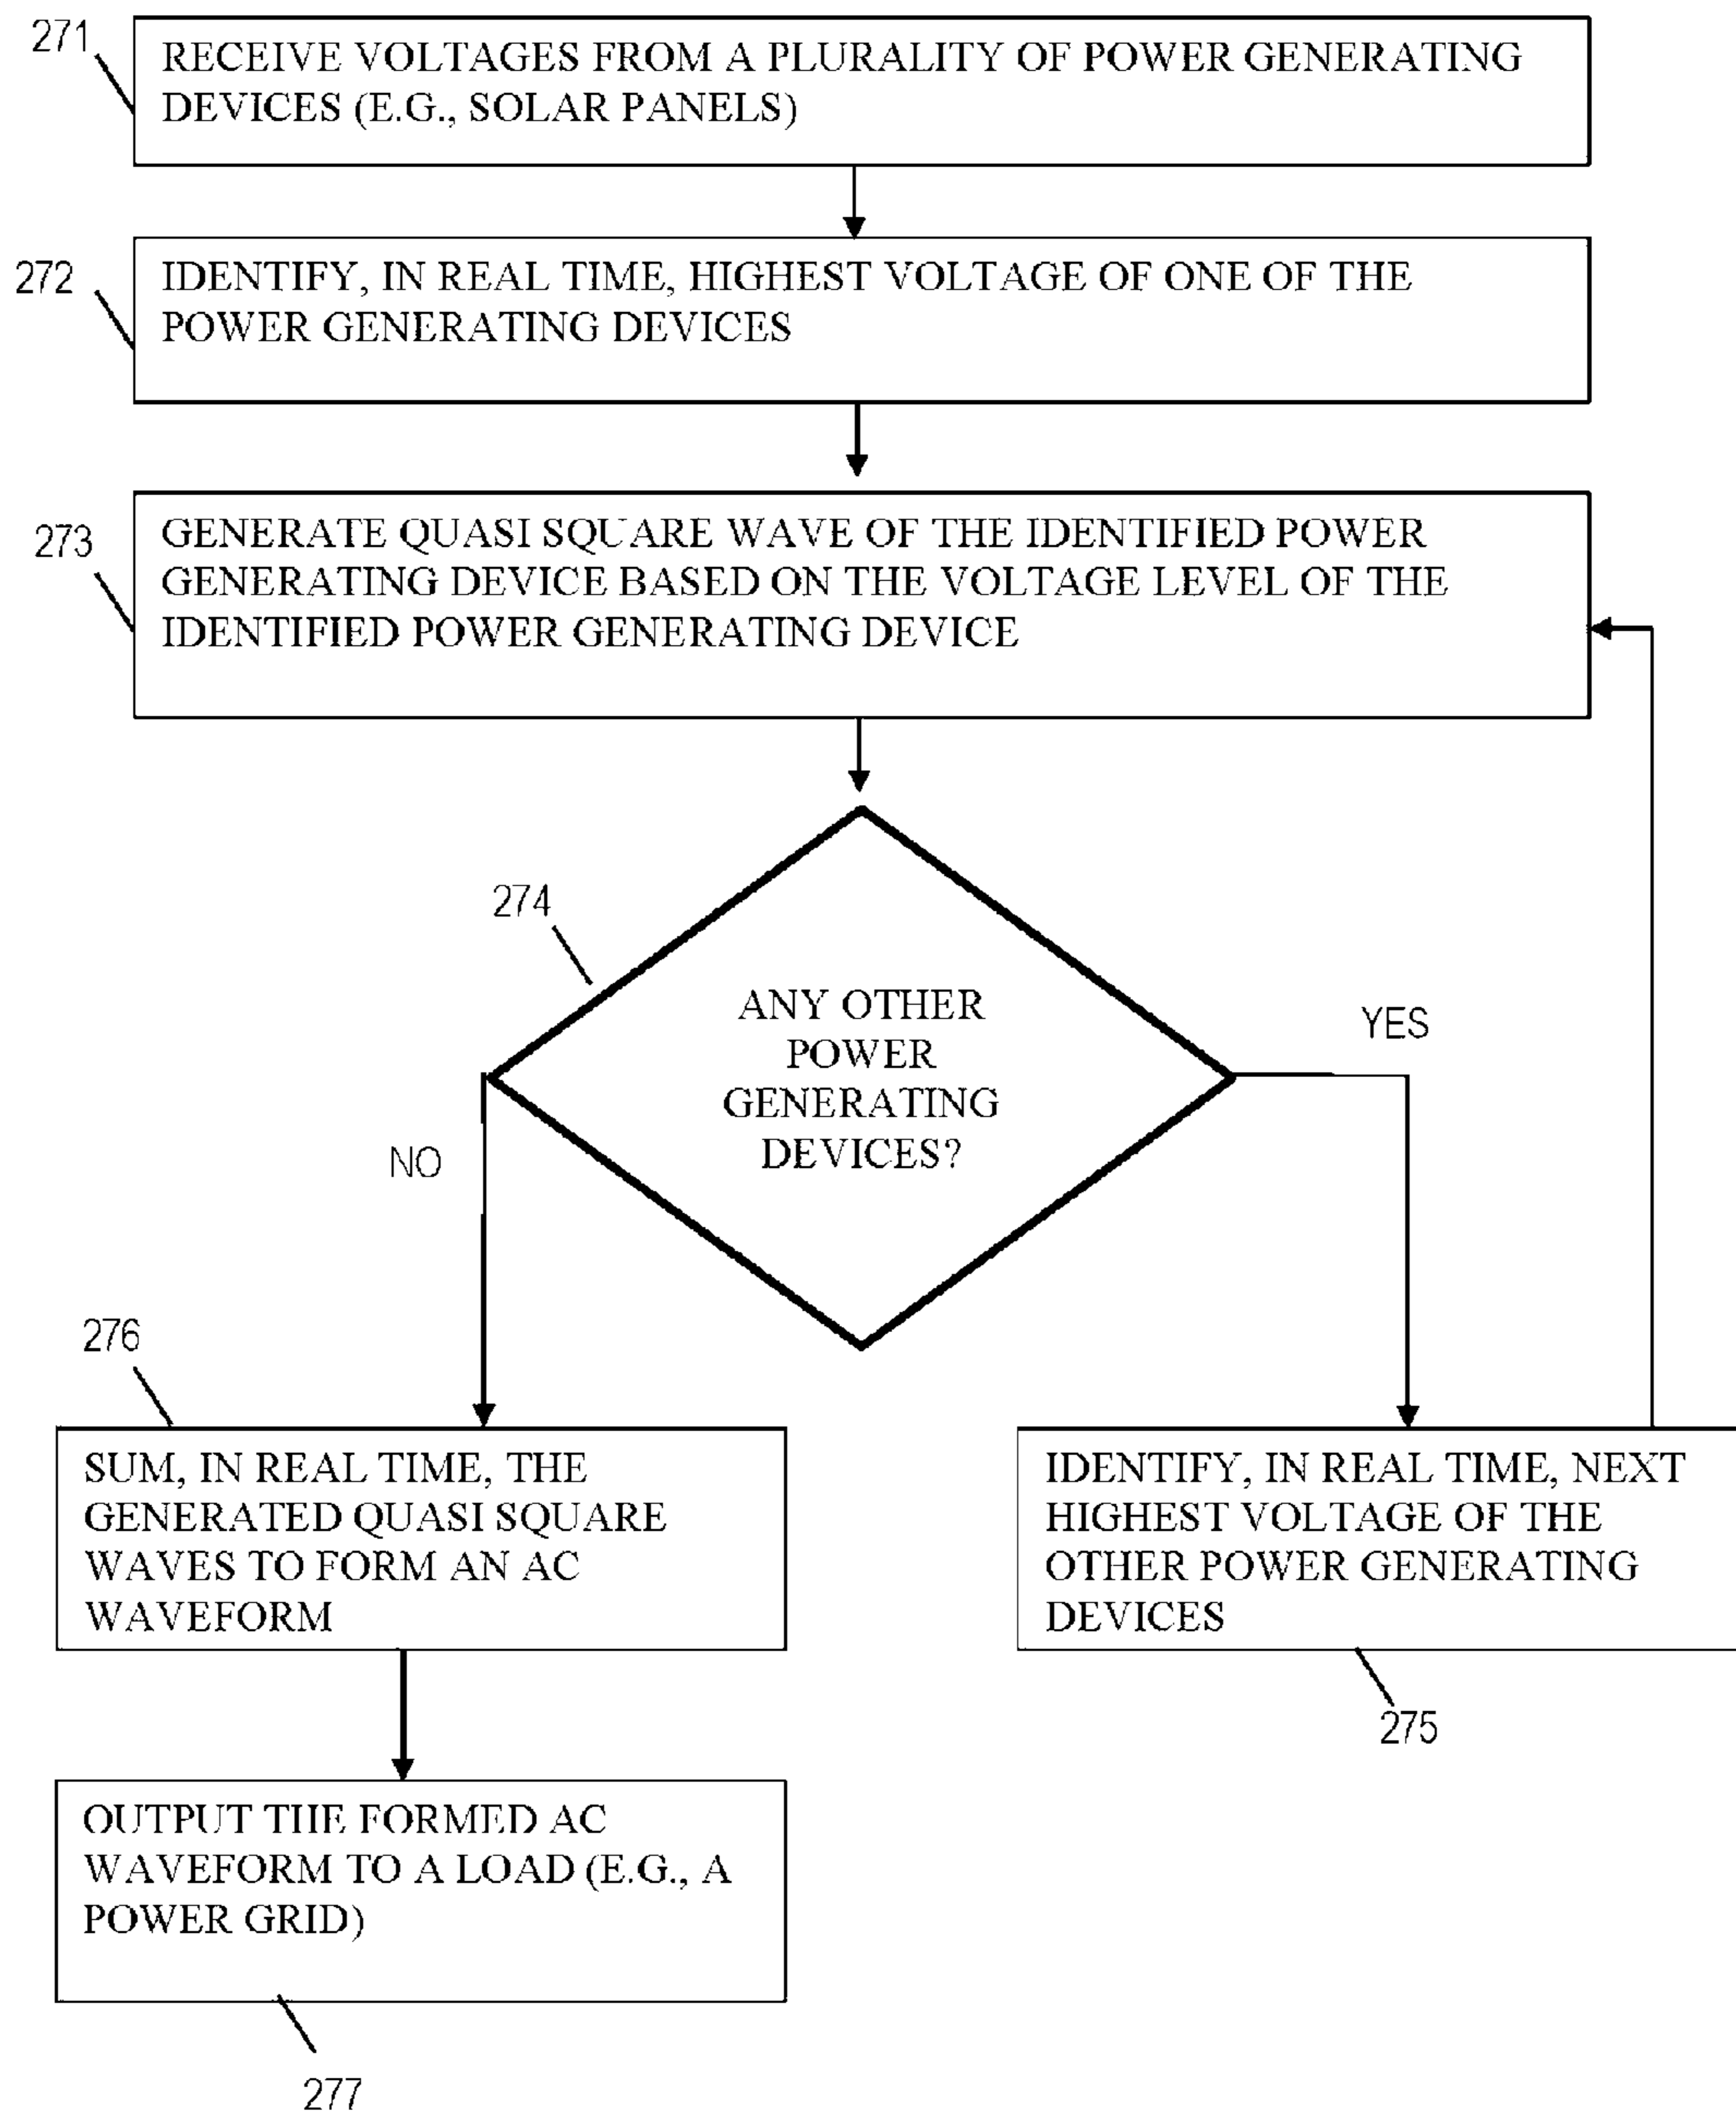 271
RECEIVE VOLTAGES FROM A PLURALITY OF POWER GENERATING
DEVICES (E.G., SOLAR PANELS)
272
IDENTIFY, IN REAL TIME, HIGHEST VOLTAGE OF ONE OF THE
POWER GENERATING DEVICES
273
GENERATE QUASI SQUARE WAVE OF THE IDENTIFIED POWER
GENERATING DEVICE BASED ON THE VOLTAGE LEVEL OF THE
IDENTIFIED POWER GENERATING DEVICE
274
ANY OTHER
POWER
GENERATING
DEVICES?
YES
NO
276
SUM, IN REAL TIME, THE
GENERATED QUASI SQUARE
WAVES TO FORM AN AC
WAVEFORM
IDENTIFY, IN REAL TIME, NEXT
HIGHEST VOLTAGE OF THE
OTHER POWER GENERATING
DEVICES
275
OUTPUT THE FORMED AC
WAVEFORM TO A LOAD (E.G., A
POWER GRID)
277